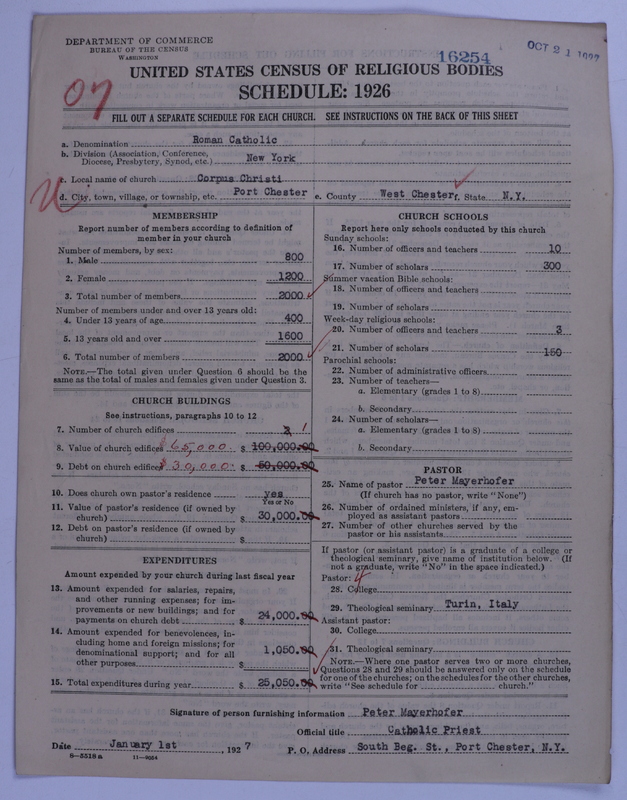 DEPARTMENT OF COMMERCE
BUREAU OF THE CENSUS
WASHINGTON
16254
OCT 21 1927
UNITED STATES CENSUS OF RELIGIOUS BODIES
SCHEDULE: 1926
07
FILL OUT A SEPARATE SCHEDULE FOR EACH CHURCH. SEE INSTRUCTIONS ON THE BACK OF THIS SHEET
a. Denomination Roman Catholic
b. Division (Association, Conference, Diocese, Presbytery, Synod, etc.) New York
c. Local name of church Corpus Christi
d. City, town, village, or township, etc. Port Chester e. County West Chester f. State N.Y.
MEMBERSHIP
Report number of members according to definition of
member in your church
Number of members, by sex:
1. Male 800
2. Female 1200
3. Total number of members 2000
Number of members under and over 13 years old:
4. Under 13 years of age 400
5. 13 years old and over 1600
6. Total number of members 2000
NOTE.—The total given under Question 6 should be the
same as the total of males and females given under Question 3.
CHURCH BUILDINGS
See instructions, paragraphs 10 to 12
7. Number of church edifices 1
8. Value of church edifices $65,000. $ 100,000.00
9. Debt on church edifices $30,000. $ 50,000.00
10. Does church own pastor's residence yes
Yes or No
11. Value of pastor's residence (if owned by
church) $ 30,000.00
12. Debt on pastor's residence (if owned by
church) $
EXPENDITURES
Amount expended by your church during last fiscal year
13. Amount expended for salaries, repairs,
and other running expenses; for im-
provements or new buildings; and for
payments on church debt $ 24,000.00
14. Amount expended for benevolences, in-
cluding home and foreign missions; for
denominational support; and for all
other purposes $ 1,050.00
15. Total expenditures during year $ 25,050.00
CHURCH SCHOOLS
Report here only schools conducted by this church
Sunday schools:
16. Number of officers and teachers 10
17. Number of scholars 300
Summer vacation Bible schools:
18. Number of officers and teachers
19. Number of scholars
Week-day religious schools:
20. Number of officers and teachers 3
21. Number of scholars 150
Parochial schools:
22. Number of administrative officers
23. Number of teachers—
a. Elementary (grades 1 to 8)
b. Secondary
24. Number of scholars—
a. Elementary (grades 1 to 8)
b. Secondary
PASTOR
25. Name of pastor Peter Mayerhofer
(If church has no pastor, write "None")
26. Number of ordained ministers, if any, em-
ployed as assistant pastors
27. Number of other churches served by the
pastor or his assistants
If pastor (or assistant pastor) is a graduate of a college or
theological seminary, give name of institution below. (If
not a graduate, write "No" in the space indicated.)
Pastor: 4
28. College
29. Theological seminary Turin, Italy
Assistant pastor:
30. College
31. Theological seminary
NOTE.—Where one pastor serves two or more churches,
Questions 28 and 29 should be answered only on the schedule
for one of the churches; on the schedules for the other churches,
write "See schedule for church."
Signature of person furnishing information Peter Mayerhofer
Official title Catholic Priest
Date January 1st, 1927 P. O. Address South Beg. St., Port Chester, N.Y.
8—5518 a 11—9054